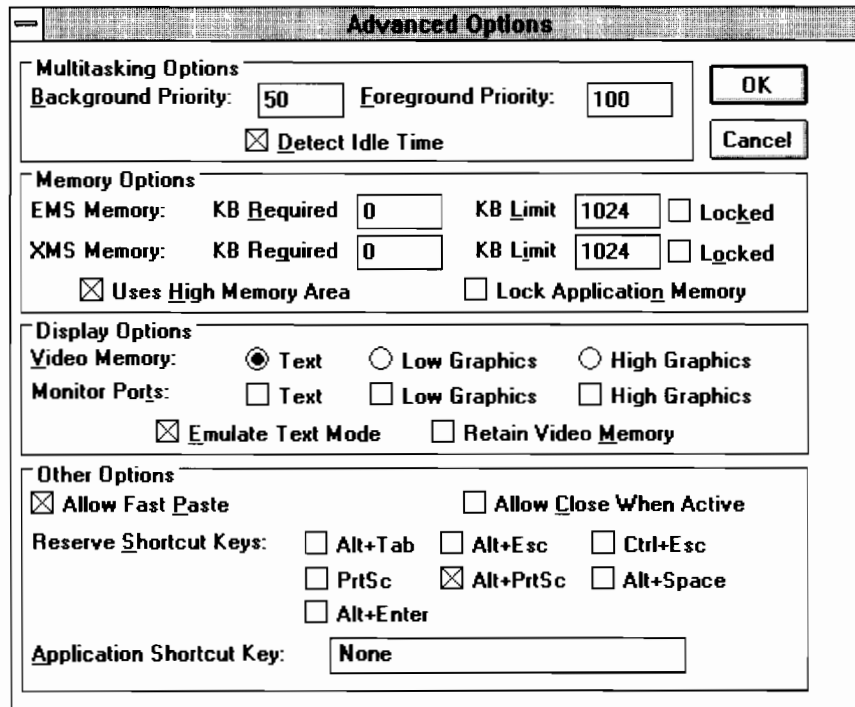 Advanced Options
Multitasking Options
Background Priority: 50 Foreground Priority: 100
OK
Detect Idle Time
Cancel
Memory Options
EMS Memory: KB Required 0 KB Limit 1024 Locked
XMS Memory: KB Required 0 KB Limit 1024 Locked
Uses High Memory Area Lock Application Memory
Display Options
Video Memory: Text Low Graphics High Graphics
Monitor Ports: Text Low Graphics High Graphics
Emulate Text Mode Retain Video Memory
Other Options
Allow Fast Paste Allow Close When Active
Reserve Shortcut Keys: Alt+Tab Alt+Esc Ctrl+Esc
PrtSc Alt+PrtSc Alt+Space
Alt+Enter
Application Shortcut Key: None